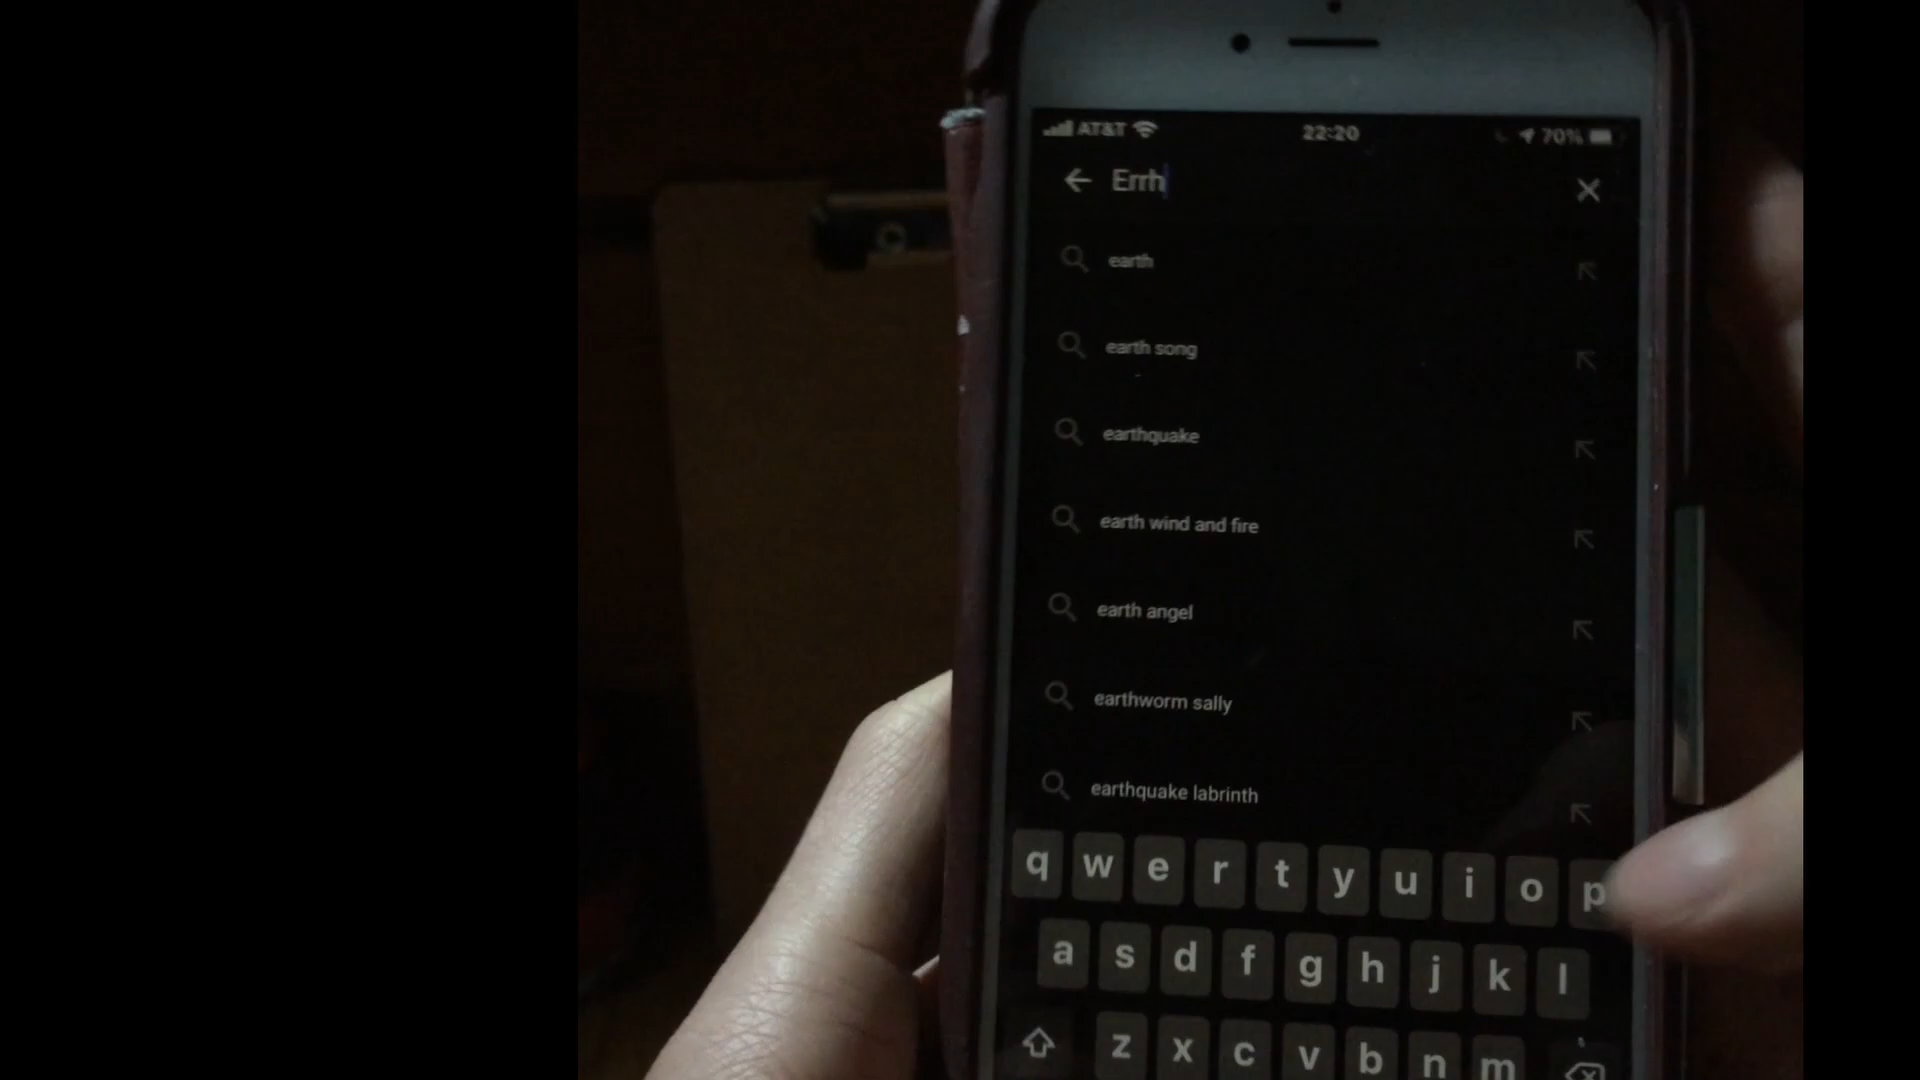 AT&T 22:20 70%
Errh
earth
earth song
earthquake
earth wind and fire
earth angel
earthworm sally
earthquake labrinth
q w e r t y u i o p
a s d f g h j k l
z x c v b n m